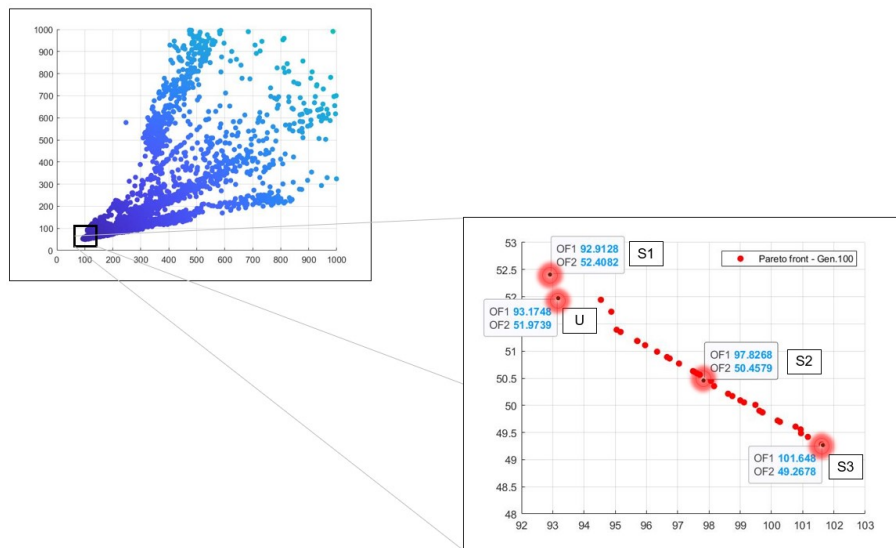 1000
900
800
700
600
500
400
300
200
100
0
0 100 200 300 400 500 600 700 800 900 1000
53
52.5
52
51.5
51
50.5
50
49.5
49
48.5
48
OF1 92.9128
OF2 52.4082
S1
Pareto front - Gen.100
OF1 93.1748
OF2 51.9739
U
OF1 97.8268
OF2 50.4579
S2
OF1 101.648
OF2 49.2678
S3
92 93 94 95 96 97 98 99 100 101 102 103